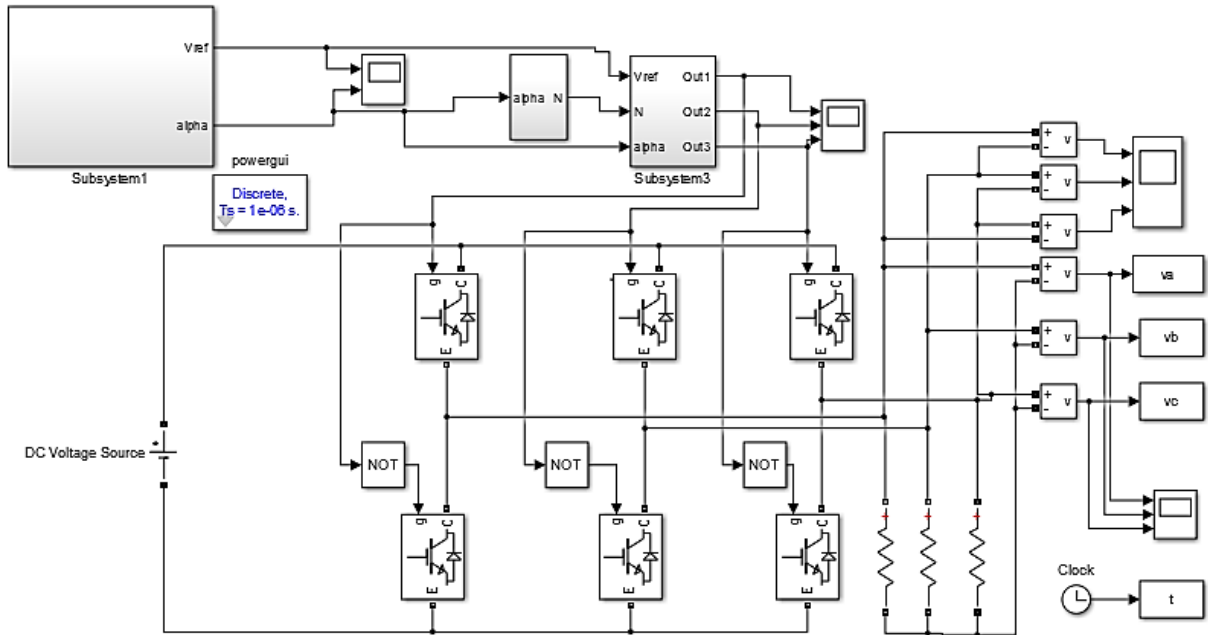 Vref
alpha
Subsystem1
powergui
Discrete,
Ts = 1e-06 s.
alpha N
Vref Out1
N Out2
alpha Out3
Subsystem3
+
-
v
+
-
v
+
-
v
+
-
v
va
+
-
v
vb
+
-
v
vc
g C
E
g C
E
g C
E
DC Voltage Source
+
NOT
NOT
NOT
g C
E
g C
E
g C
E
+
+
+
Clock
t